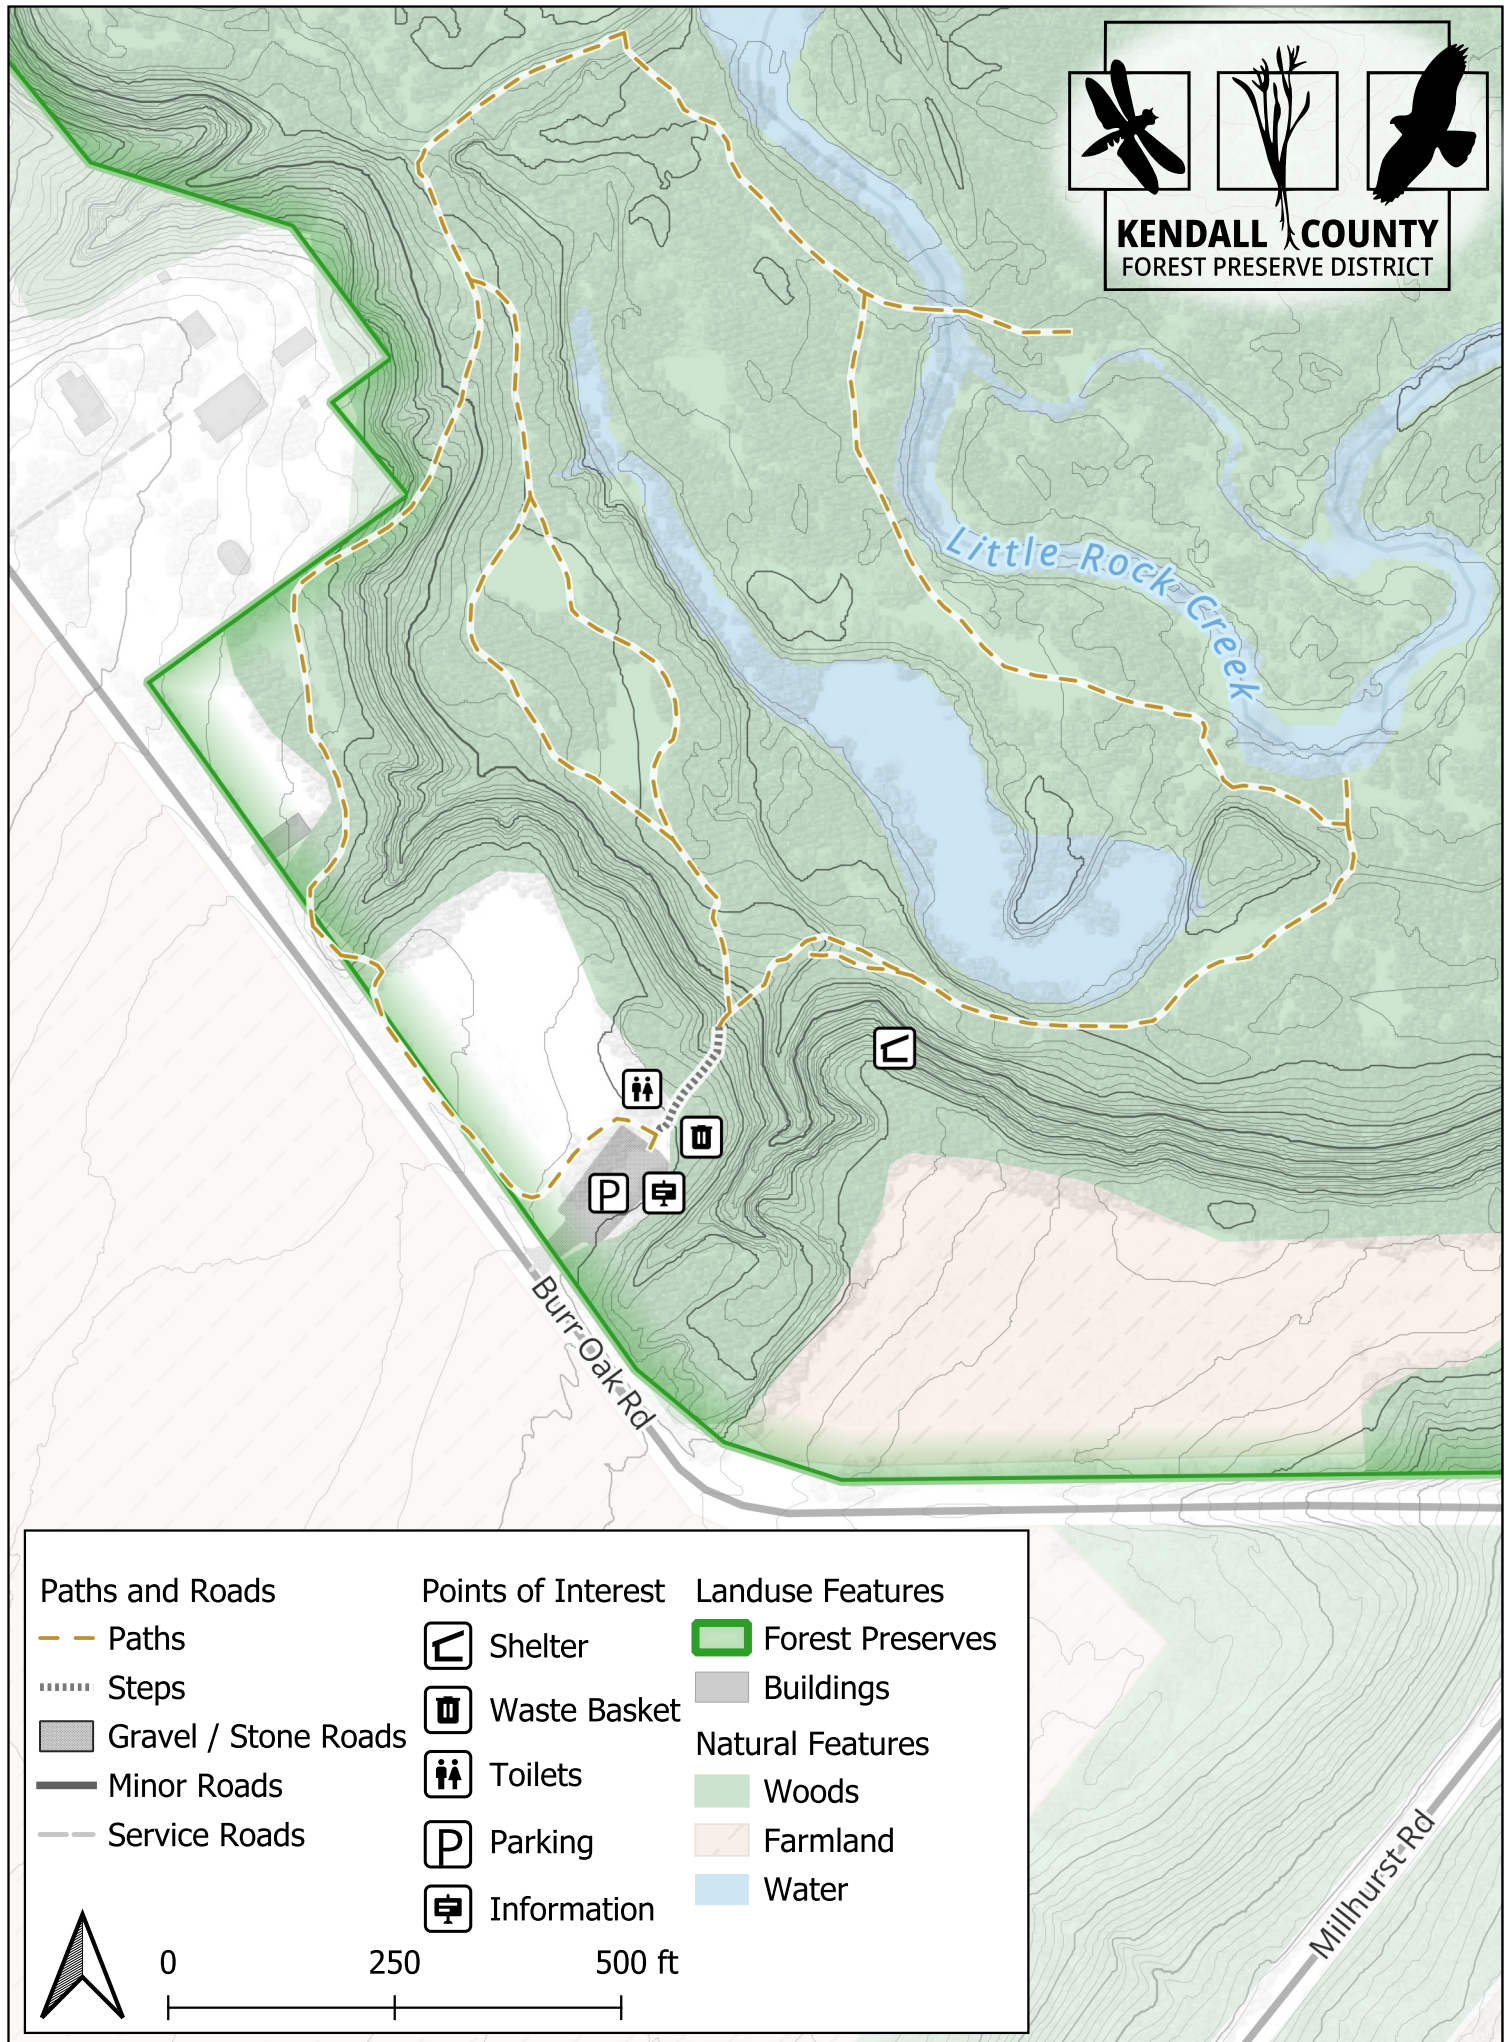 KENDALL COUNTY
FOREST PRESERVE DISTRICT
Little Rock Creek
P
Burr Oak Rd
Paths and Roads
Paths
Steps
Gravel / Stone Roads
Minor Roads
Service Roads
Points of Interest
Shelter
Waste Basket
Toilets
P Parking
Information
Landuse Features
Forest Preserves
Buildings
Natural Features
Woods
Farmland
Water
0 250 500 ft
Millhurst Rd